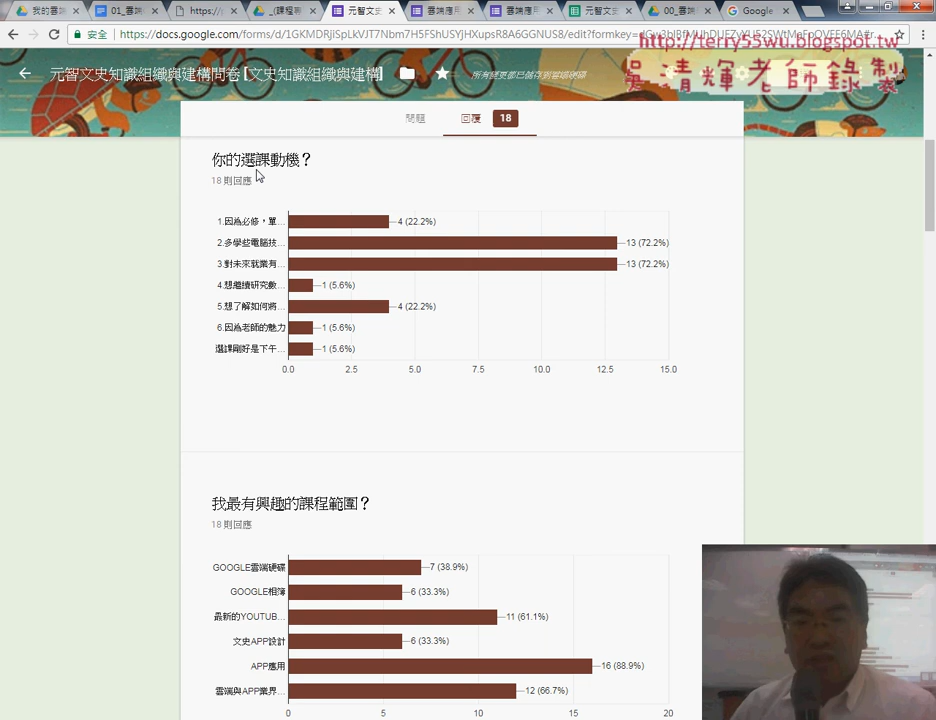 我的雲端
01_雲端
https://
_(課程
元智文史
雲端應用
雲端應用
元智文史
00_雲端
Google
安全 https://docs.google.com/forms/d/1GKMDRjiSpLkVJT7Nbm7H5FShUSYjHXupsR8A6GGNUS8/edit?formkey=
http://terry55wu.blogspot.tw
吳清輝老師錄製
元智文史知識組織與建構問卷【文史知識組織與建構】
所有變更都已儲存到雲端硬碟
問題
回覆 18
你的選課動機？
18 則回應
1.因為必修，單... 4 (22.2%)
2.多學些電腦技... 13 (72.2%)
3.對未來就業有... 13 (72.2%)
4.想繼續研究數... 1 (5.6%)
5.想了解如何將... 4 (22.2%)
6.因為老師的魅力 1 (5.6%)
選課剛好是下午... 1 (5.6%)
0.0 2.5 5.0 7.5 10.0 12.5 15.0
我最有興趣的課程範圍？
18 則回應
GOOGLE雲端硬碟 7 (38.9%)
GOOGLE相簿 6 (33.3%)
最新的YOUTUB... 11 (61.1%)
文史APP設計 6 (33.3%)
APP應用 16 (88.9%)
雲端與APP業界... 12 (66.7%)
0 5 10 15 20